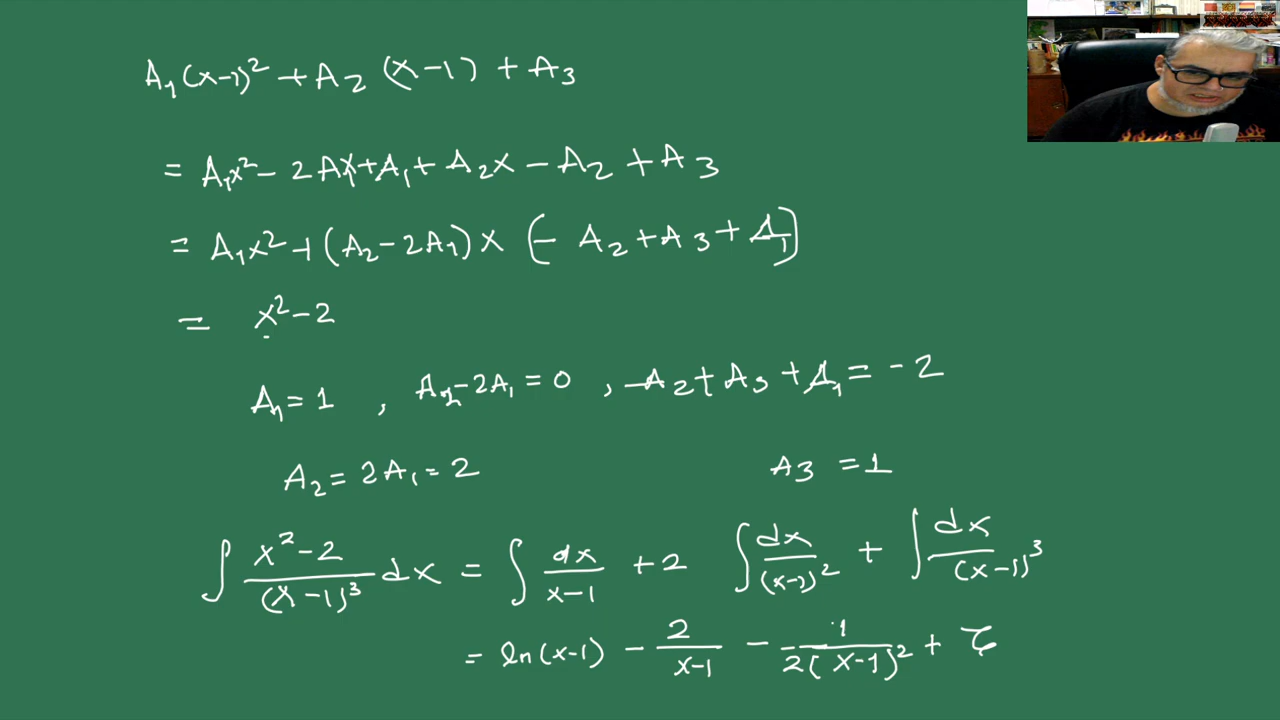 A₁(x-1)² + A₂ (x-1) + A₃
= A₁x² - 2A₁x + A₁ + A₂x - A₂ + A₃
= A₁x² + (A₂ - 2A₁) x (- A₂ + A₃ + A₁)
= x² - 2
A₁ = 1 , A₂ - 2A₁ = 0 , -A₂ + A₃ + A₁ = -2
A₂ = 2A₁ = 2 A₃ = 1
∫ (x² - 2)/(x-1)³ dx = ∫ dx/(x-1) + 2 ∫ dx/(x-1)² + ∫ dx/(x-1)³
= ln(x-1) - 2/(x-1) - 1/(2(x-1)²) +